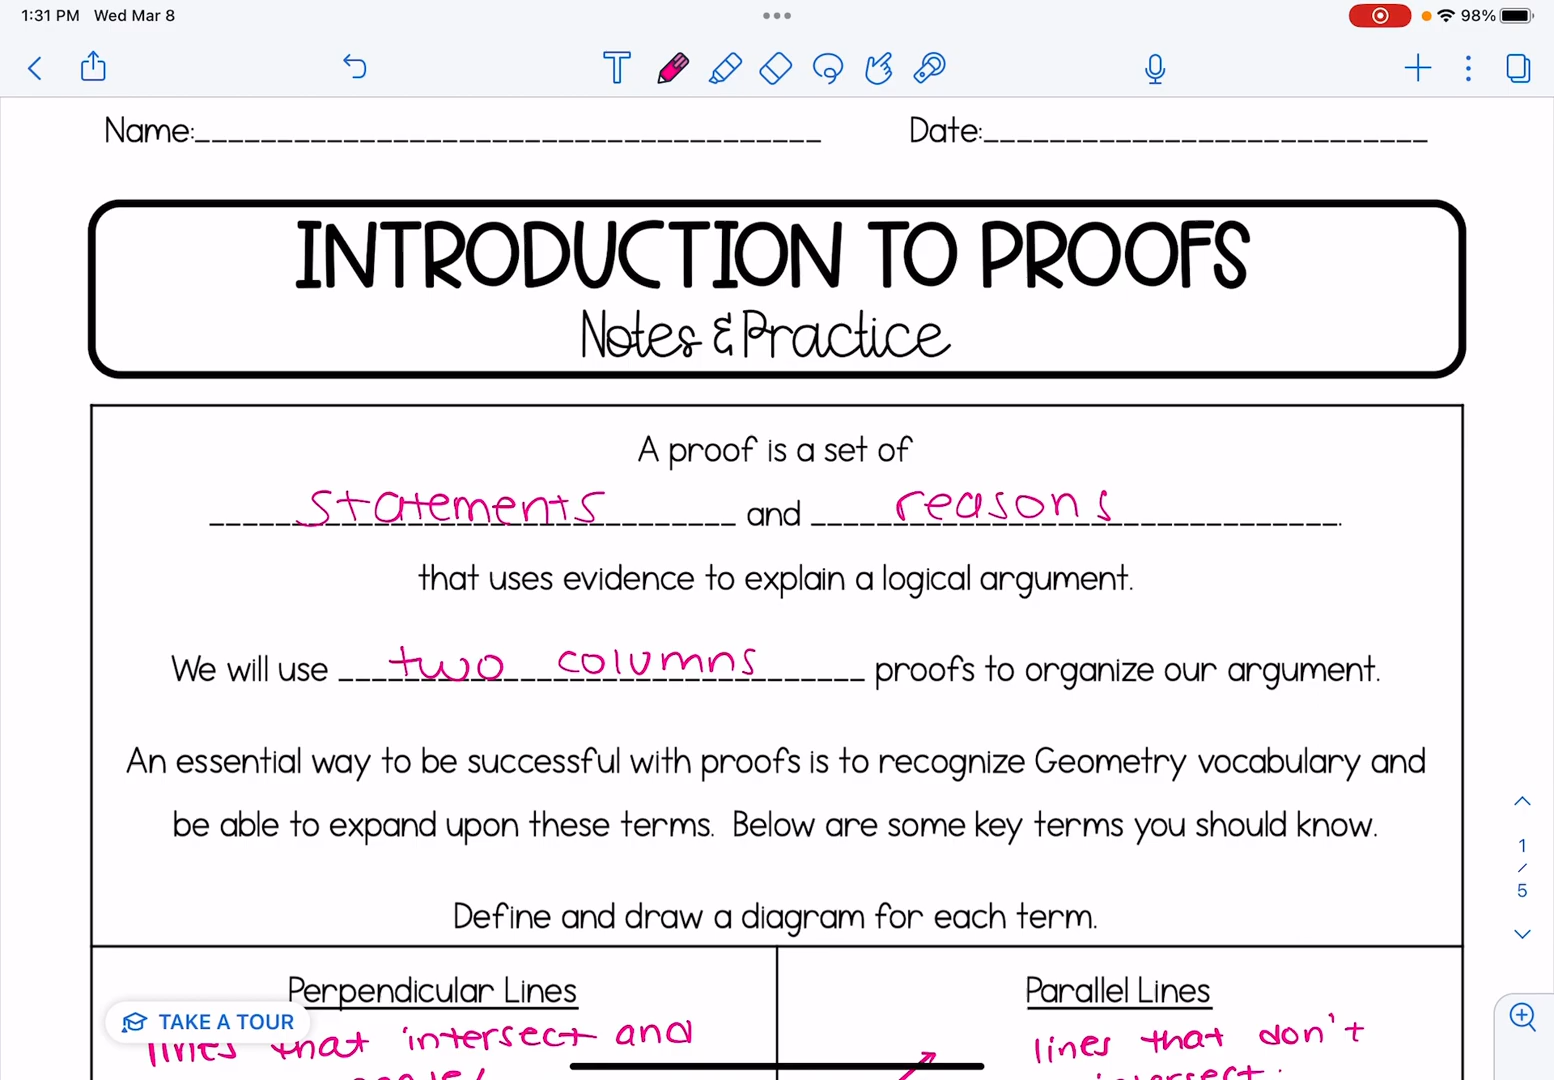 1:31 PM Wed Mar 8
98%
Name: Date:
INTRODUCTION TO PROOFS
Notes & Practice
A proof is a set of
statements and reasons.
that uses evidence to explain a logical argument.
We will use two columns proofs to organize our argument.
An essential way to be successful with proofs is to recognize Geometry vocabulary and
be able to expand upon these terms. Below are some key terms you should know.
Define and draw a diagram for each term.
1
/
5
Perpendicular Lines
TAKE A TOUR
lines that intersect and
Parallel Lines
lines that don't
intersect.